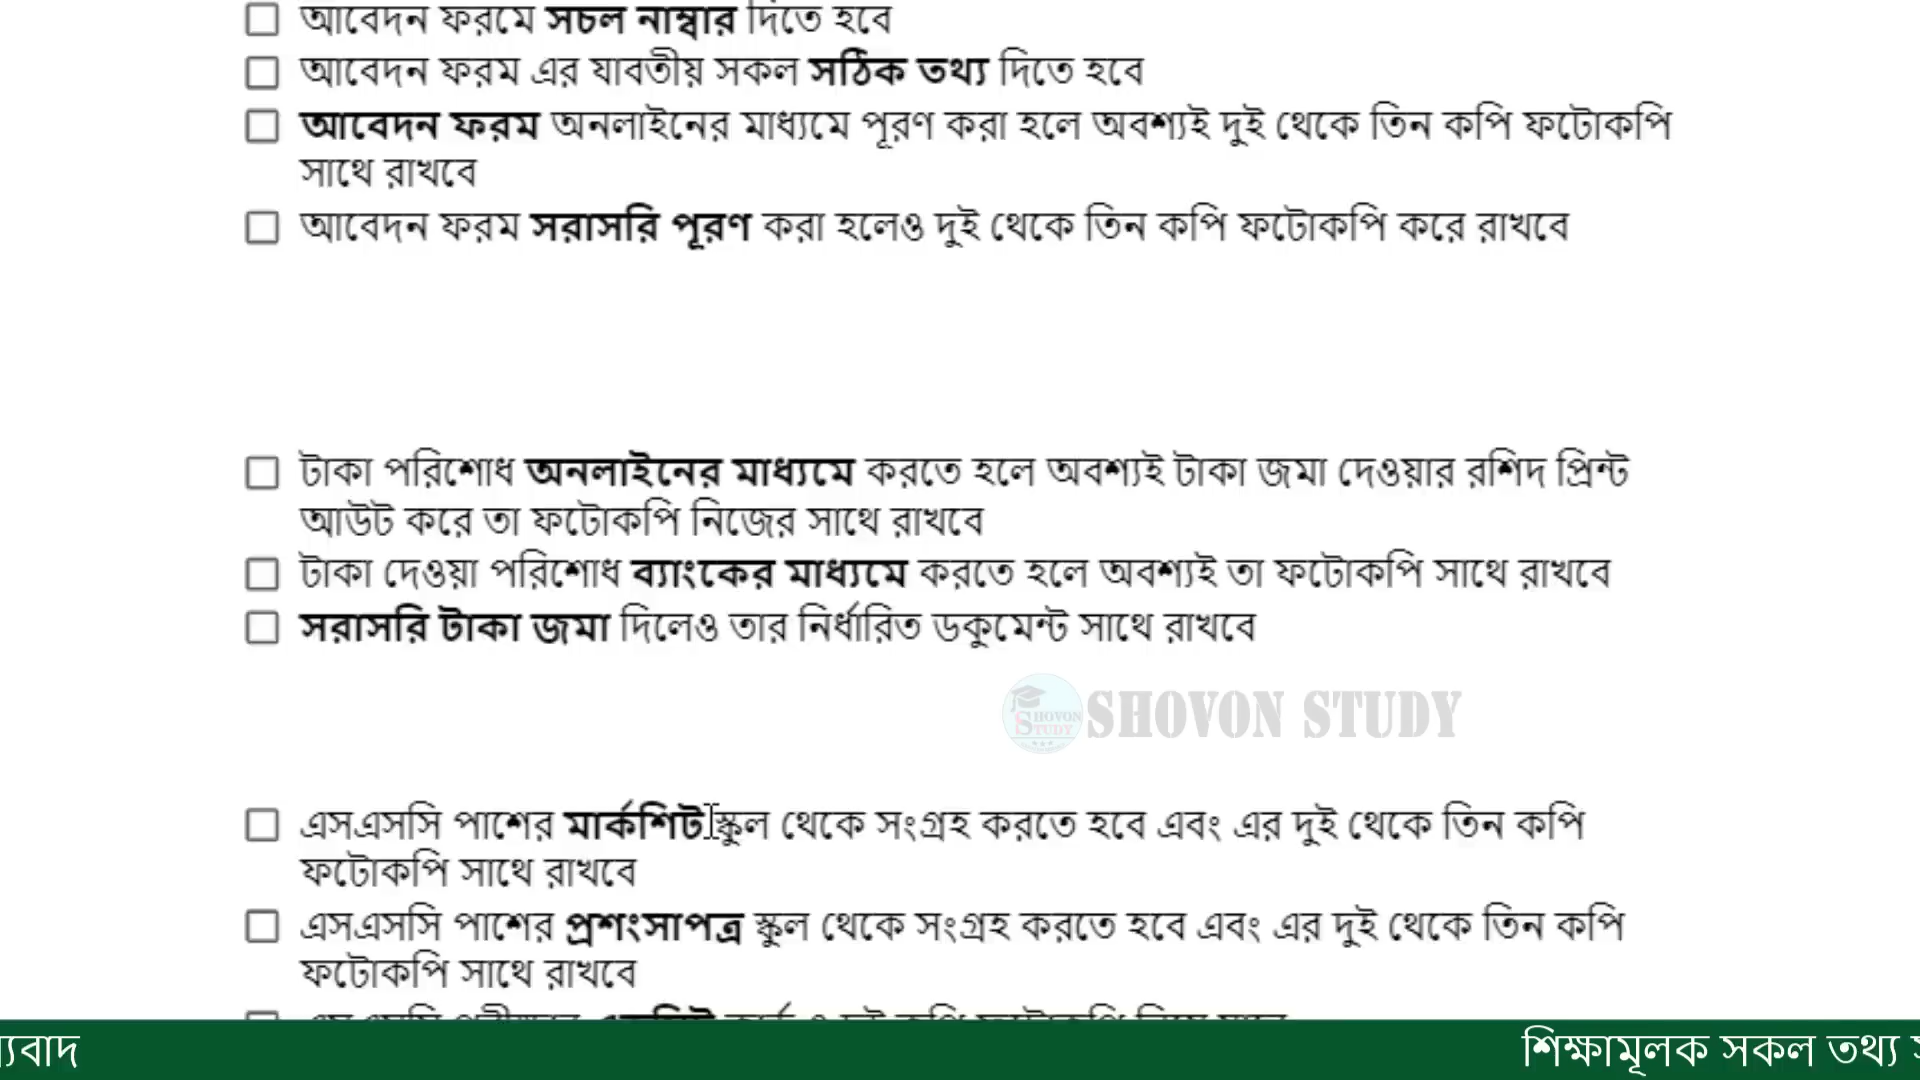 আবেদন ফরমে সচল নাম্বার দিতে হবে
আবেদন ফরম এর যাবতীয় সকল সঠিক তথ্য দিতে হবে
আবেদন ফরম অনলাইনের মাধ্যমে পূরণ করা হলে অবশ্যই দুই থেকে তিন কপি ফটোকপি
সাথে রাখবে
আবেদন ফরম সরাসরি পূরণ করা হলেও দুই থেকে তিন কপি ফটোকপি করে রাখবে
টাকা পরিশোধ অনলাইনের মাধ্যমে করতে হলে অবশ্যই টাকা জমা দেওয়ার রশিদ প্রিন্ট
আউট করে তা ফটোকপি নিজের সাথে রাখবে
টাকা দেওয়া পরিশোধ ব্যাংকের মাধ্যমে করতে হলে অবশ্যই তা ফটোকপি সাথে রাখবে
সরাসরি টাকা জমা দিলেও তার নির্ধারিত ডকুমেন্ট সাথে রাখবে
SHOVON STUDY SHOVON STUDY
এসএসসি পাশের মার্কশিট স্কুল থেকে সংগ্রহ করতে হবে এবং এর দুই থেকে তিন কপি
ফটোকপি সাথে রাখবে
এসএসসি পাশের প্রশংসাপত্র স্কুল থেকে সংগ্রহ করতে হবে এবং এর দুই থেকে তিন কপি
ফটোকপি সাথে রাখবে
্যবাদ শিক্ষামূলক সকল তথ্য